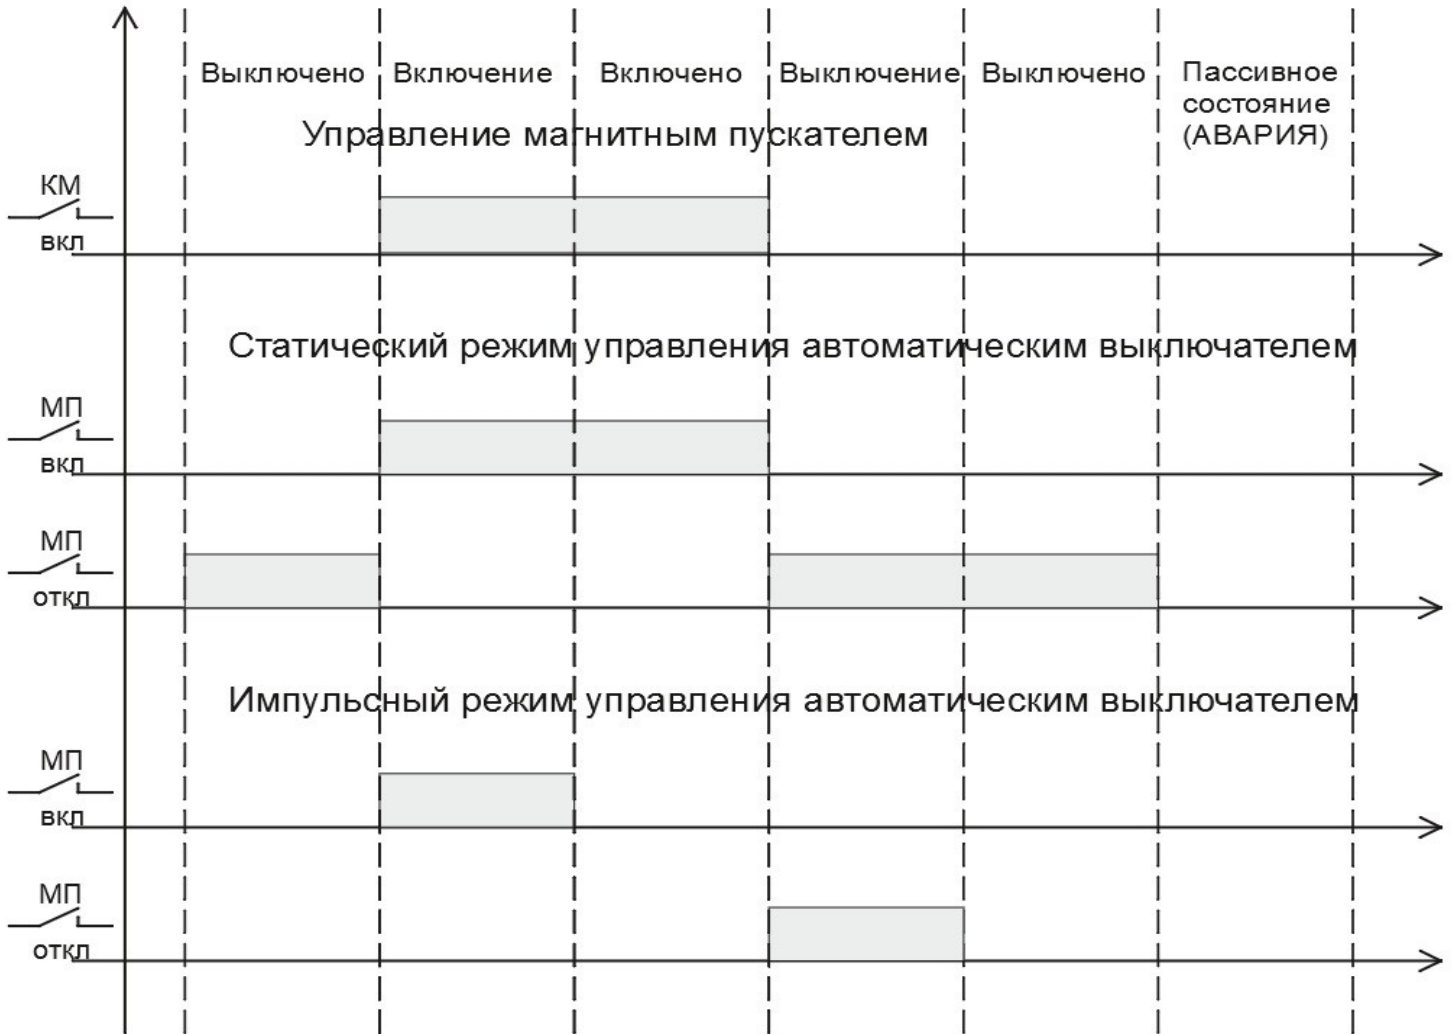 Выключено
Включение
Включено
Выключение
Выключено
Пассивное
состояние
(АВАРИЯ)
Управление магнитным пускателем
КМ
вкл
Статический режим управления автоматическим выключателем
МП
вкл
МП
откл
Импульсный режим управления автоматическим выключателем
МП
вкл
МП
откл